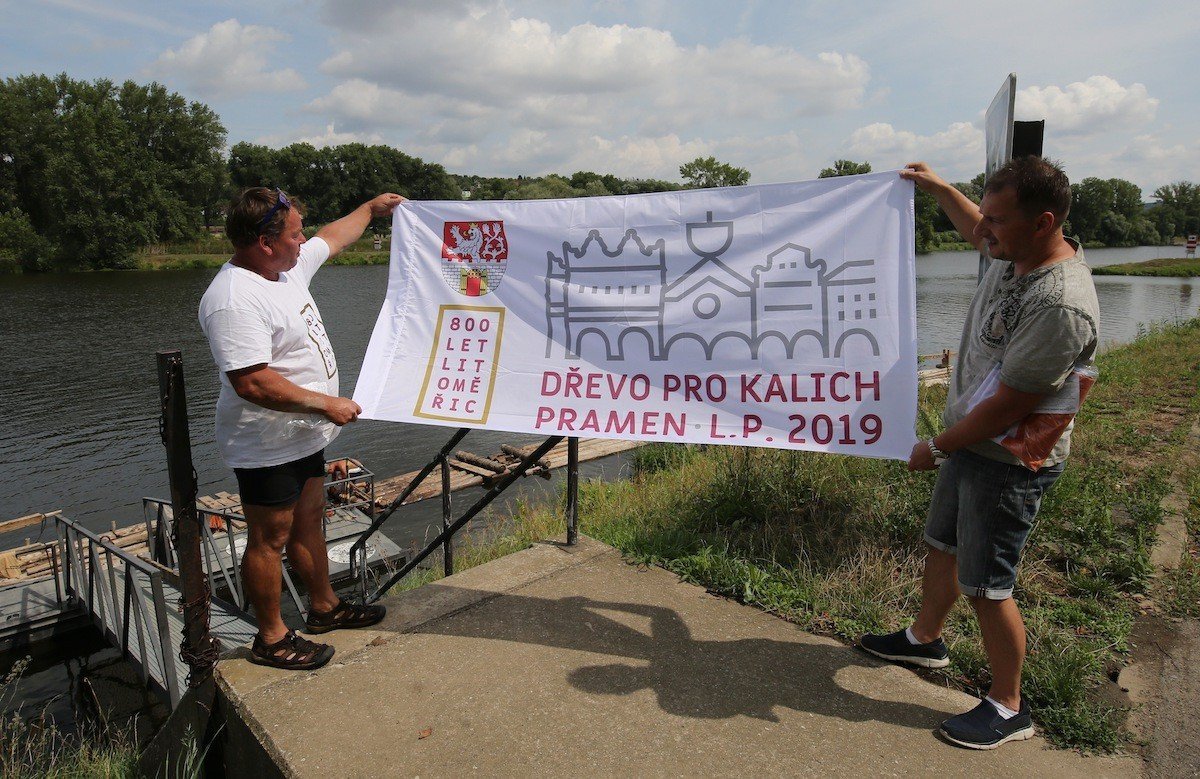 800
LET
LIT
OMĚ
ŘIC
DŘEVO PRO KALICH
PRAMEN · L.P. 2019